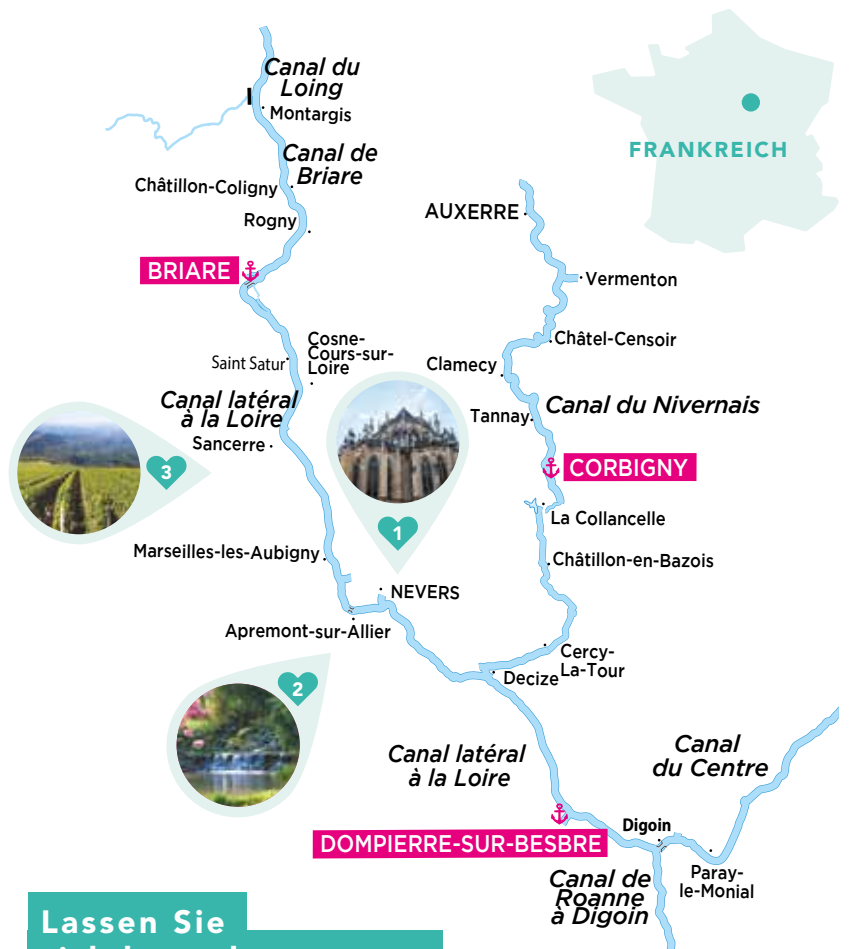 Canal du
Loing
Montargis
FRANKREICH
Canal de
Briare
Châtillon-Coligny
AUXERRE
Rogny
BRIARE
Vermenton
Cosne-
Cours-sur-
Loire
Saint Satur
Châtel-Censoir
Clamecy
Canal latéral
à la Loire
Canal du Nivernais
Tannay
Sancerre
3
CORBIGNY
1
La Collancelle
Marseilles-les-Aubigny
Châtillon-en-Bazois
NEVERS
Apremont-sur-Allier
Cercy-
La-Tour
Decize
2
Canal latéral
à la Loire
Canal
du Centre
DOMPIERRE-SUR-BESBRE
Digoin
Paray-
le-Monial
Canal de
Roanne
à Digoin
Lassen Sie